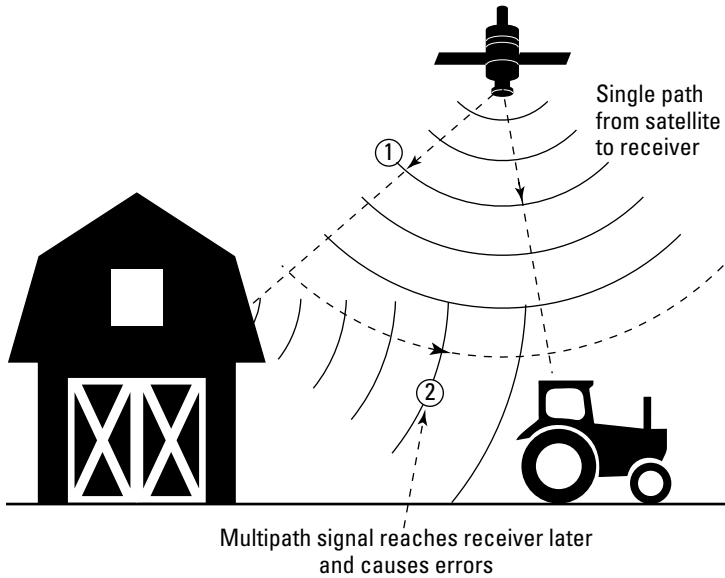 Single path
from satellite
to receiver
1
2
Multipath signal reaches receiver later
and causes errors